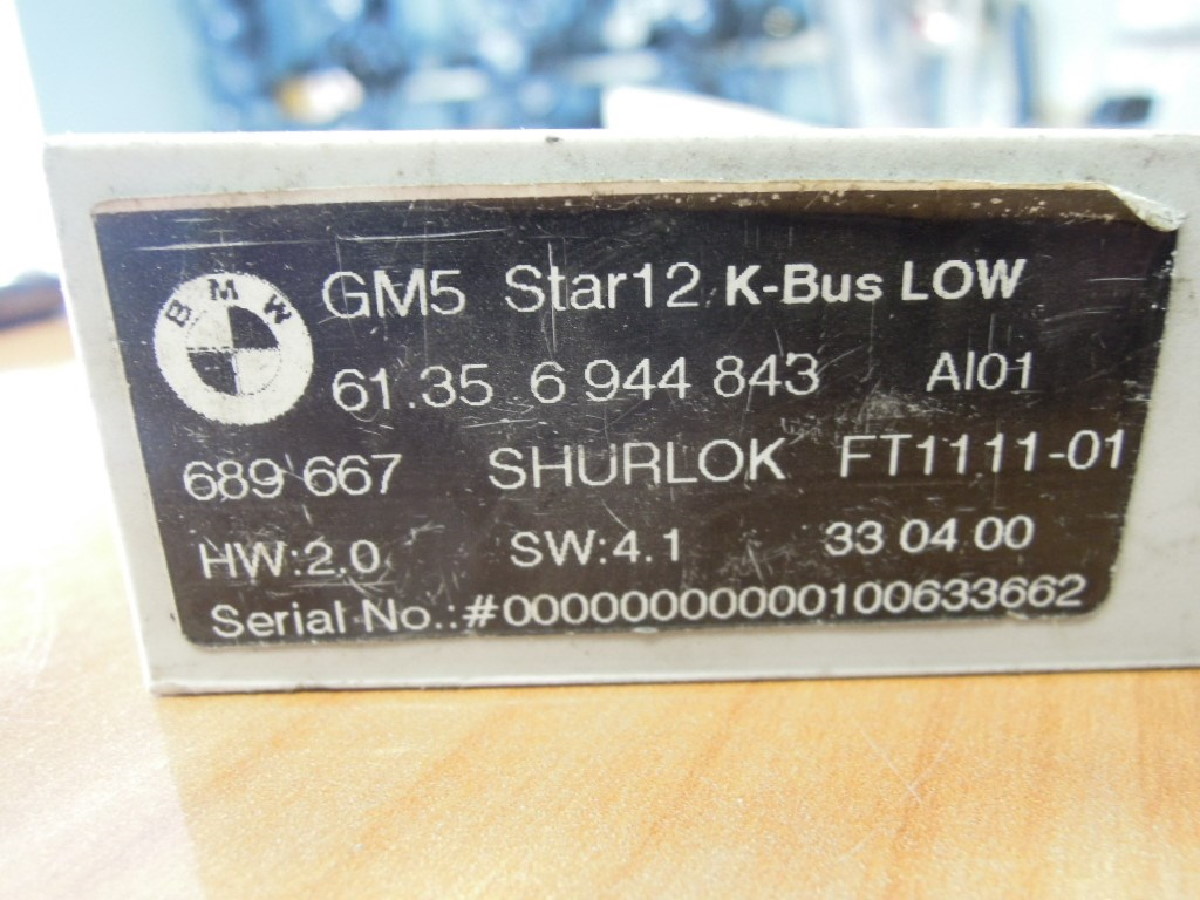 BMW
GM5 Star12 K-Bus LOW
61.35 6 944 843 AI01
689 667 SHURLOK FT1111-01
HW:2.0 SW:4.1 33 04 00
Serial No.:#000000000000100633662